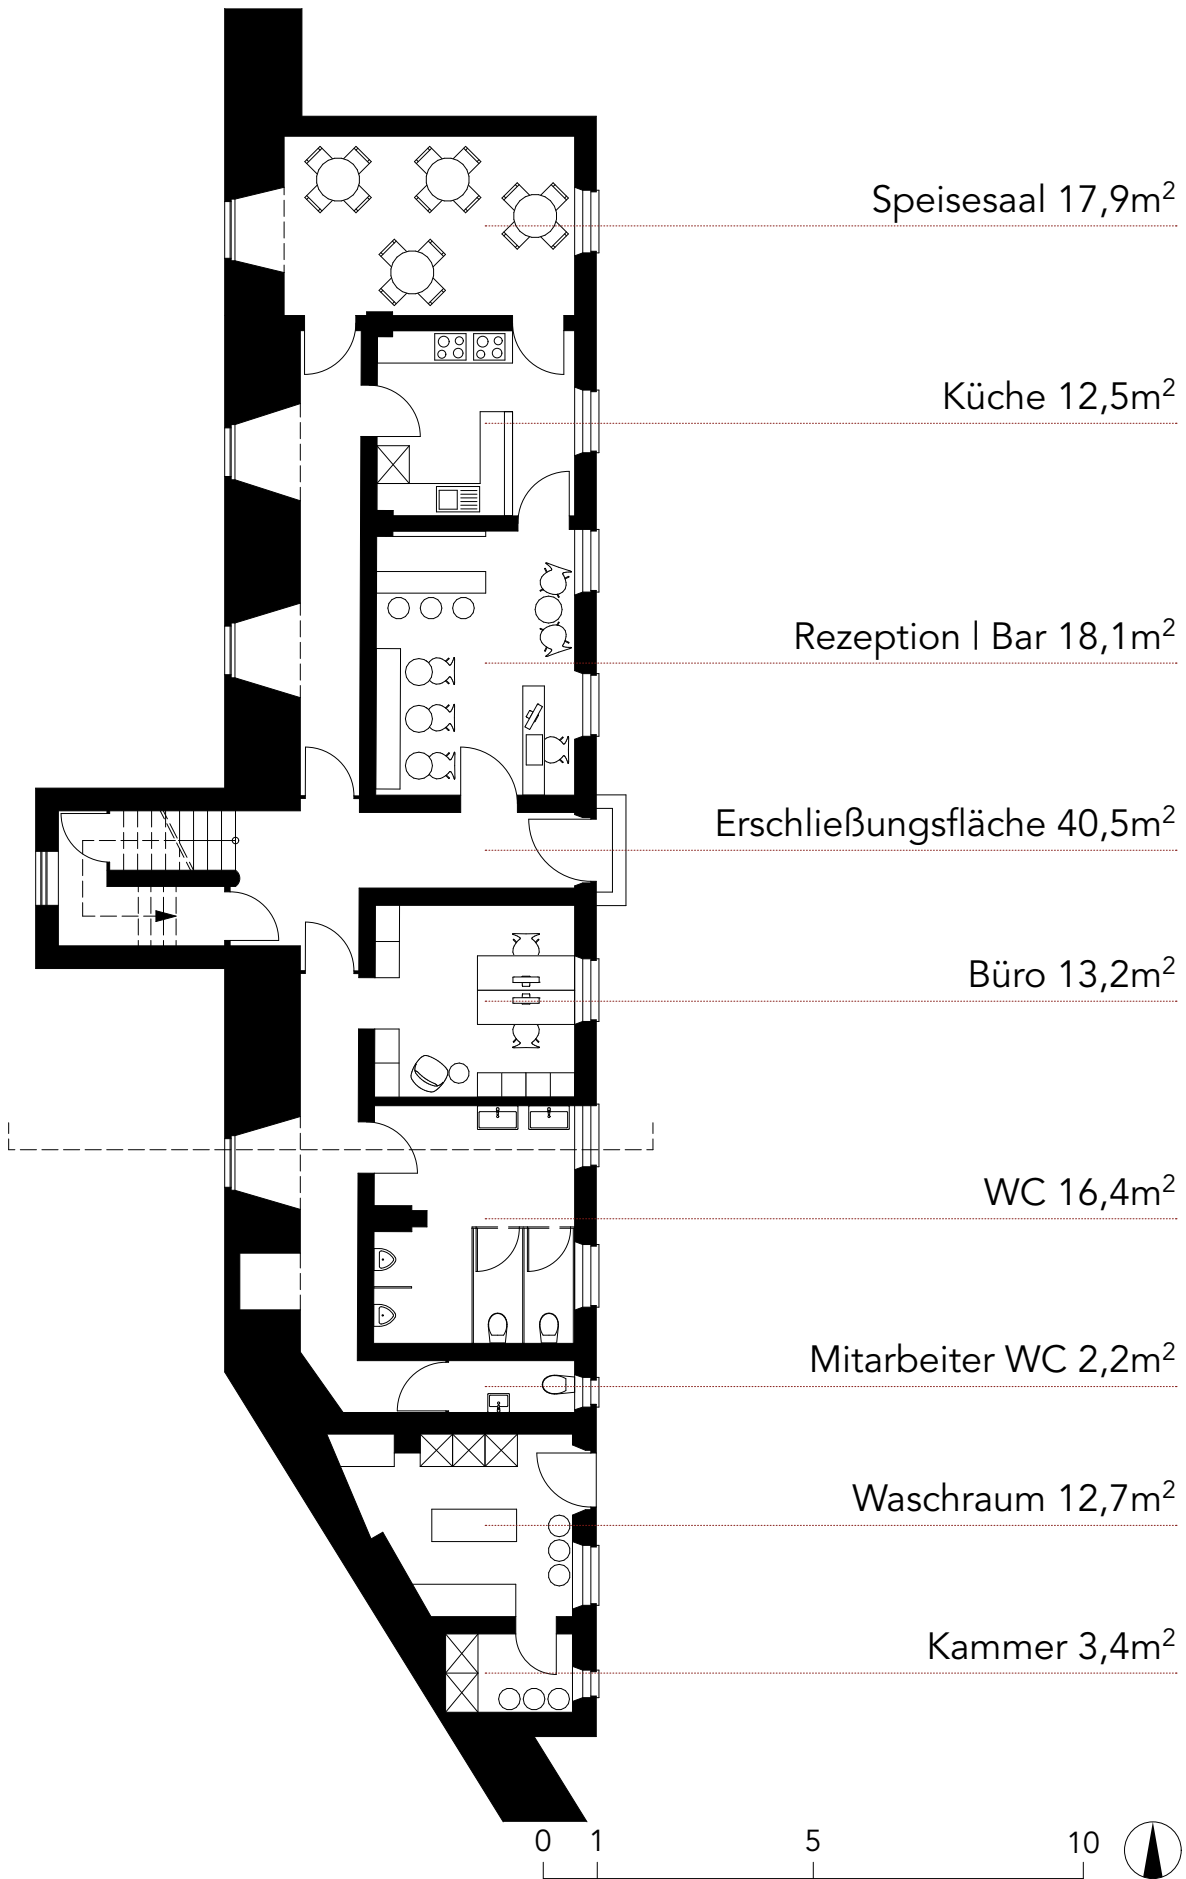 Speisesaal 17,9m²
Küche 12,5m²
Rezeption | Bar 18,1m²
Erschließungsfläche 40,5m²
Büro 13,2m²
WC 16,4m²
Mitarbeiter WC 2,2m²
Waschraum 12,7m²
Kammer 3,4m²
0 1 5 10